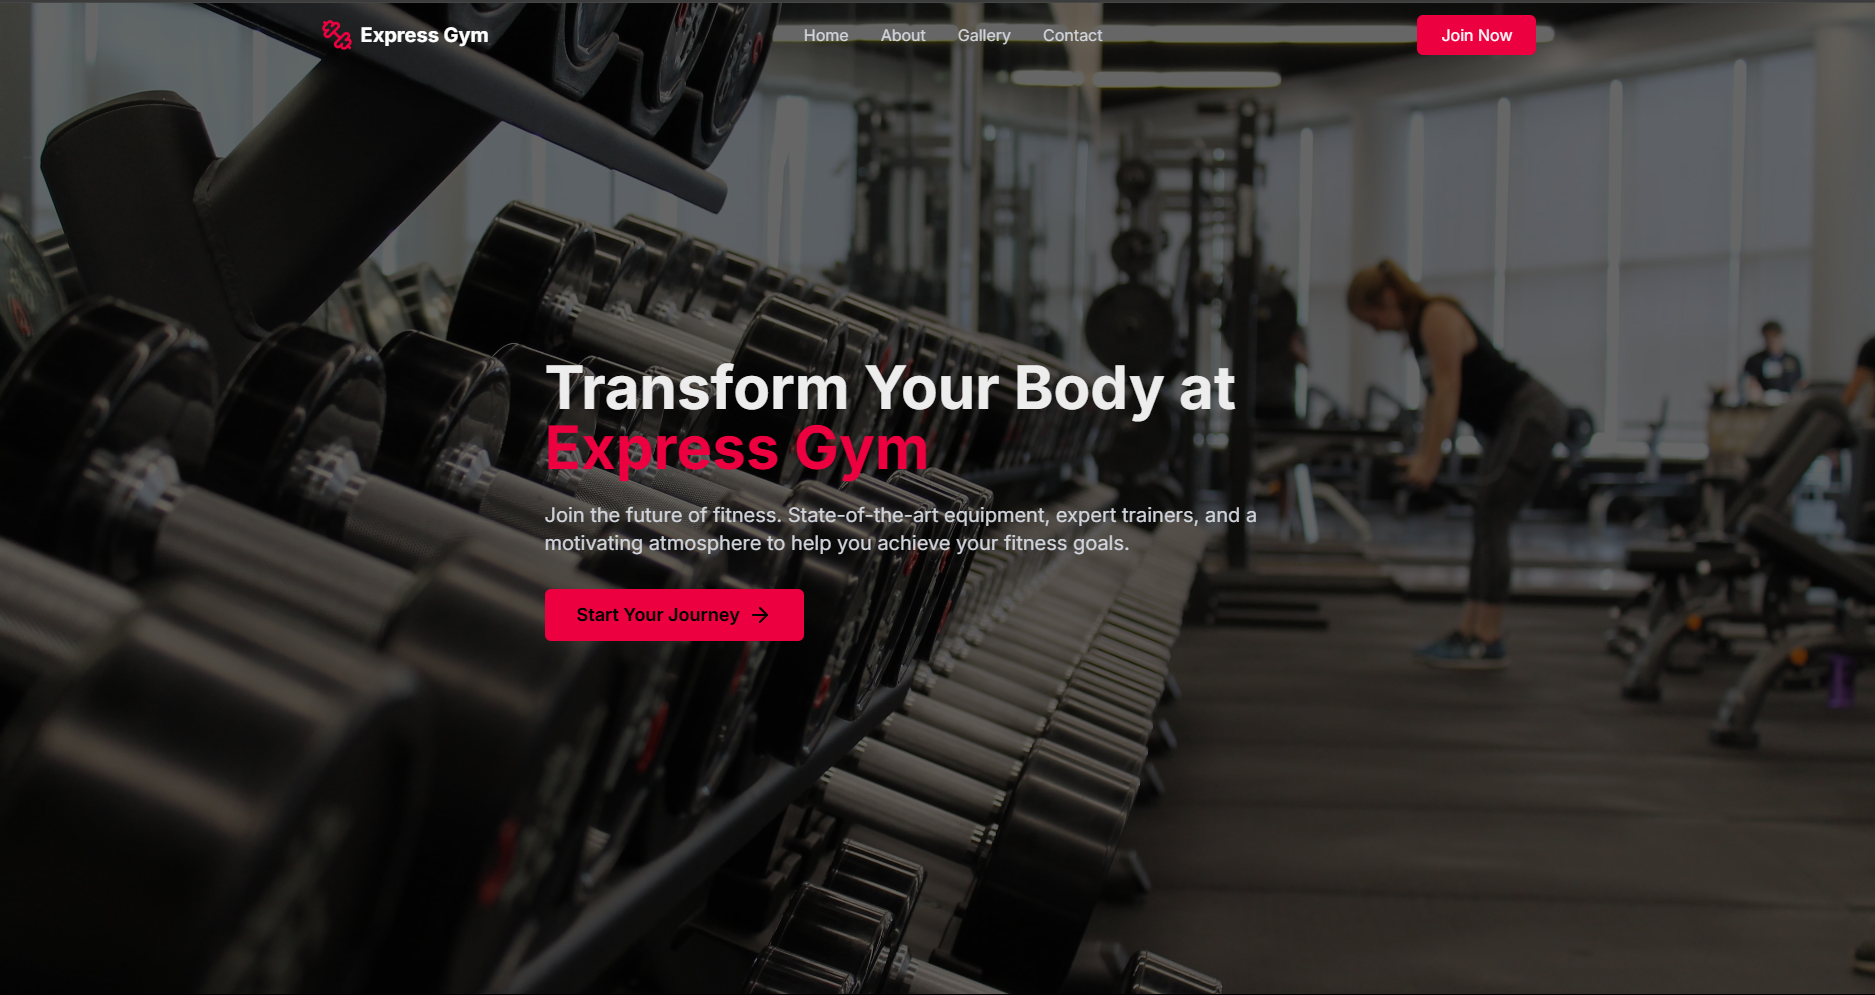 Express Gym
Home
About
Gallery
Contact
Join Now
Transform Your Body at
Express Gym
Join the future of fitness. State-of-the-art equipment, expert trainers, and a
motivating atmosphere to help you achieve your fitness goals.
Start Your Journey